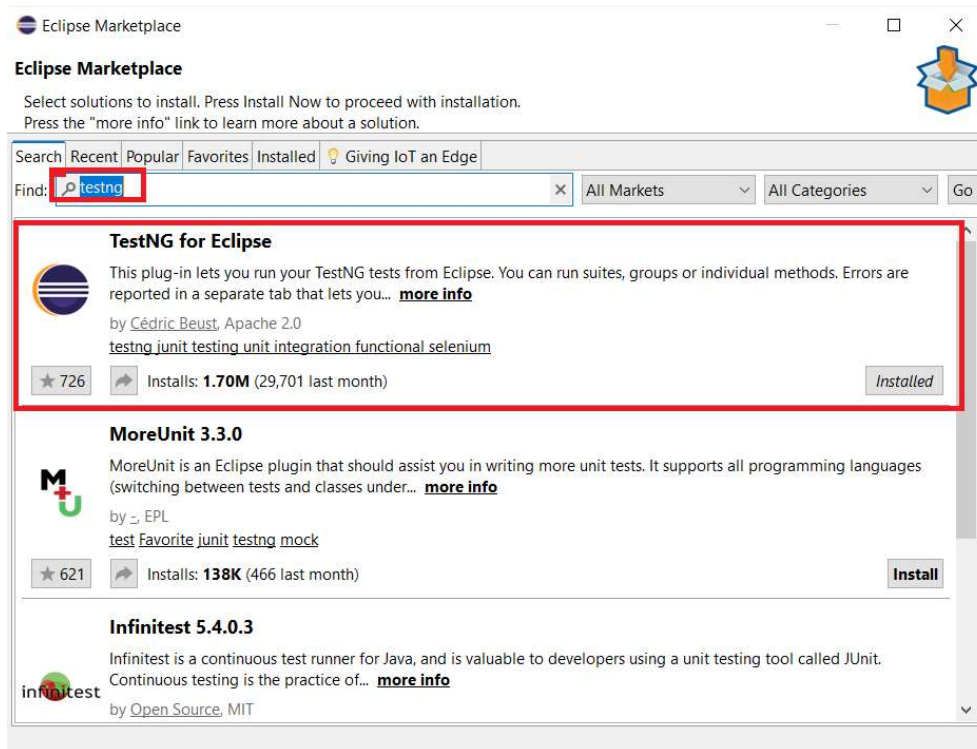 Eclipse Marketplace
Eclipse Marketplace
Select solutions to install. Press Install Now to proceed with installation.
Press the "more info" link to learn more about a solution.
Search Recent Popular Favorites Installed Giving IoT an Edge
Find: testng All Markets All Categories Go
TestNG for Eclipse
This plug-in lets you run your TestNG tests from Eclipse. You can run suites, groups or individual methods. Errors are
reported in a separate tab that lets you... more info
by Cédric Beust, Apache 2.0
testng junit testing unit integration functional selenium
726 Installs: 1.70M (29,701 last month) Installed
MoreUnit 3.3.0
MoreUnit is an Eclipse plugin that should assist you in writing more unit tests. It supports all programming languages
(switching between tests and classes under... more info
M+U
by -, EPL
test Favorite junit testng mock
621 Installs: 138K (466 last month) Install
Infinitest 5.4.0.3
Infinitest is a continuous test runner for Java, and is valuable to developers using a unit testing tool called JUnit.
Continuous testing is the practice of... more info
infinitest
by Open Source, MIT